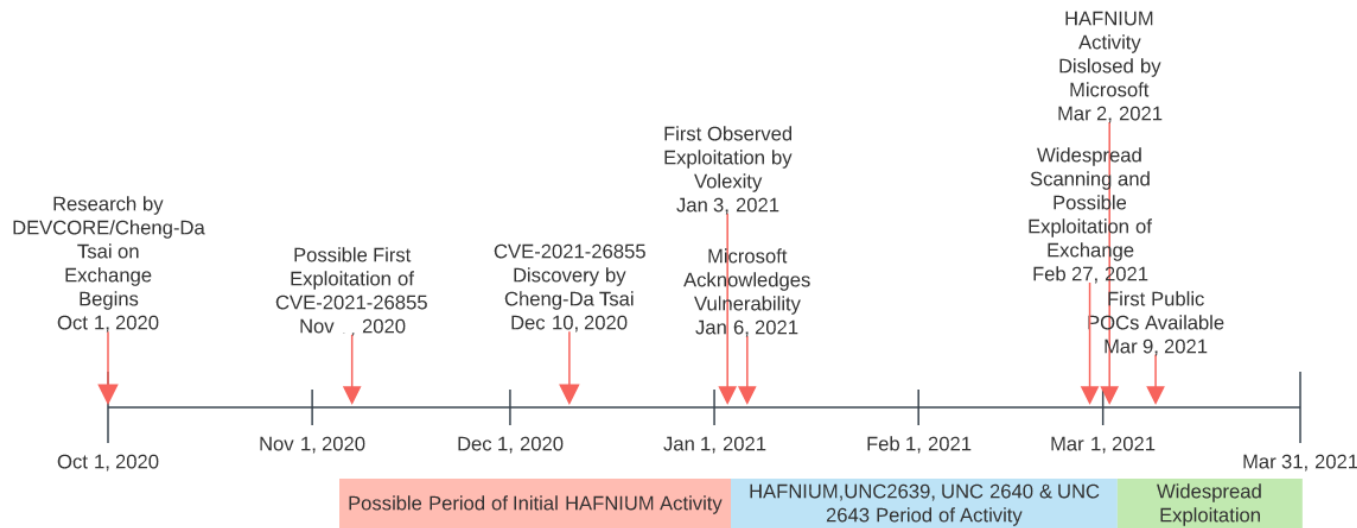 HAFNIUM
Activity
Dislosed by
Microsoft
Mar 2, 2021
First Observed
Exploitation by
Volexity
Jan 3, 2021
Widespread
Scanning and
Possible
Exploitation of
Exchange
Feb 27, 2021
Research by
DEVCORE/Cheng-Da
Tsai on
Exchange
Begins
Oct 1, 2020
Possible First
Exploitation of
CVE-2021-26855
Nov , 2020
CVE-2021-26855
Discovery by
Cheng-Da Tsai
Dec 10, 2020
Microsoft
Acknowledges
Vulnerability
Jan 6, 2021
First Public
POCs Available
Mar 9, 2021
Oct 1, 2020
Nov 1, 2020
Dec 1, 2020
Jan 1, 2021
Feb 1, 2021
Mar 1, 2021
Mar 31, 2021
Possible Period of Initial HAFNIUM Activity
HAFNIUM,UNC2639, UNC 2640 & UNC
2643 Period of Activity
Widespread
Exploitation